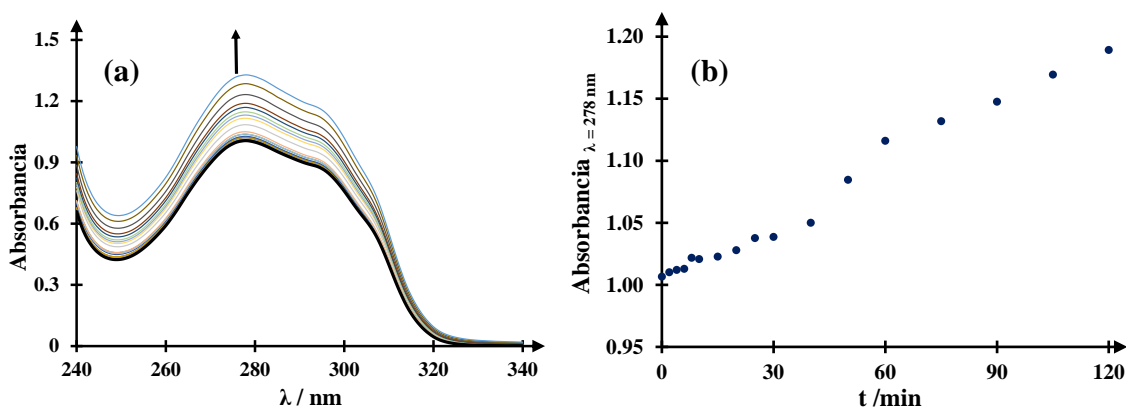 (a)
Absorbancia
1.5
1.2
0.9
0.6
0.3
0
240 260 280 300 320 340
λ / nm
(b)
Absorbancia λ = 278 nm
1.20
1.15
1.10
1.05
1.00
0.95
0 30 60 90 120
t /min